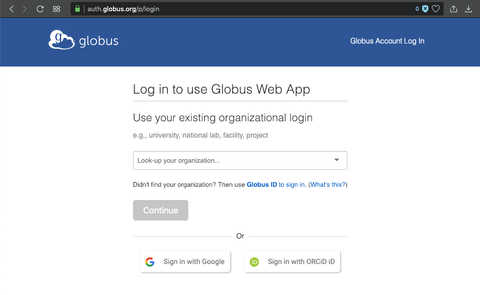 auth.globus.org/p/login
0
globus
Globus Account Log In
Log in to use Globus Web App
Use your existing organizational login
e.g., university, national lab, facility, project
Look-up your organization...
Didn't find your organization? Then use Globus ID to sign in. (What's this?)
Continue
Or
Sign in with Google
iD Sign in with ORCiD iD